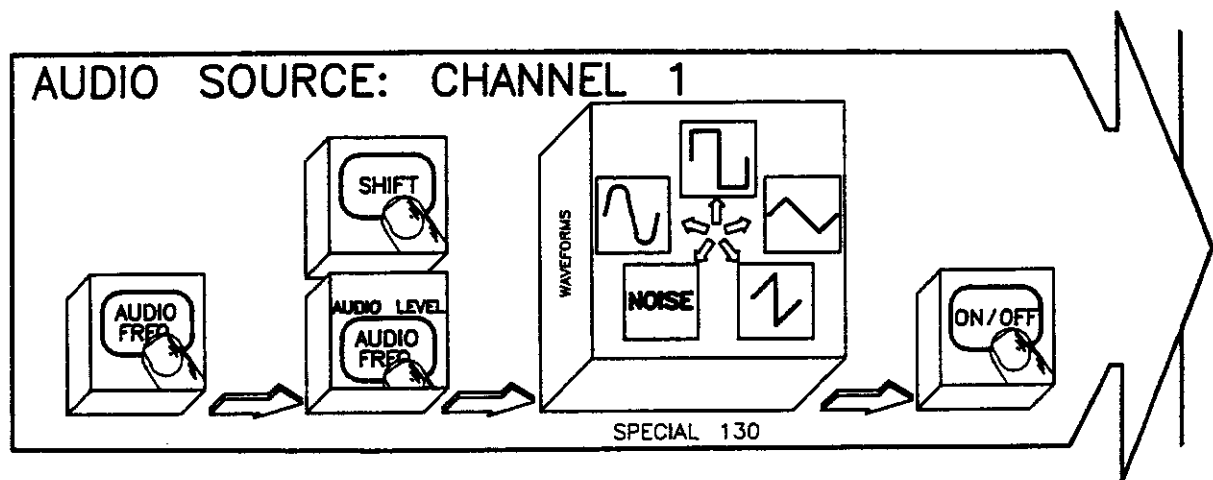 AUDIO SOURCE: CHANNEL 1
AUDIO
FREQ
SHIFT
AUDIO LEVEL
AUDIO
FREQ
WAVEFORMS
NOISE
SPECIAL 130
ON/OFF